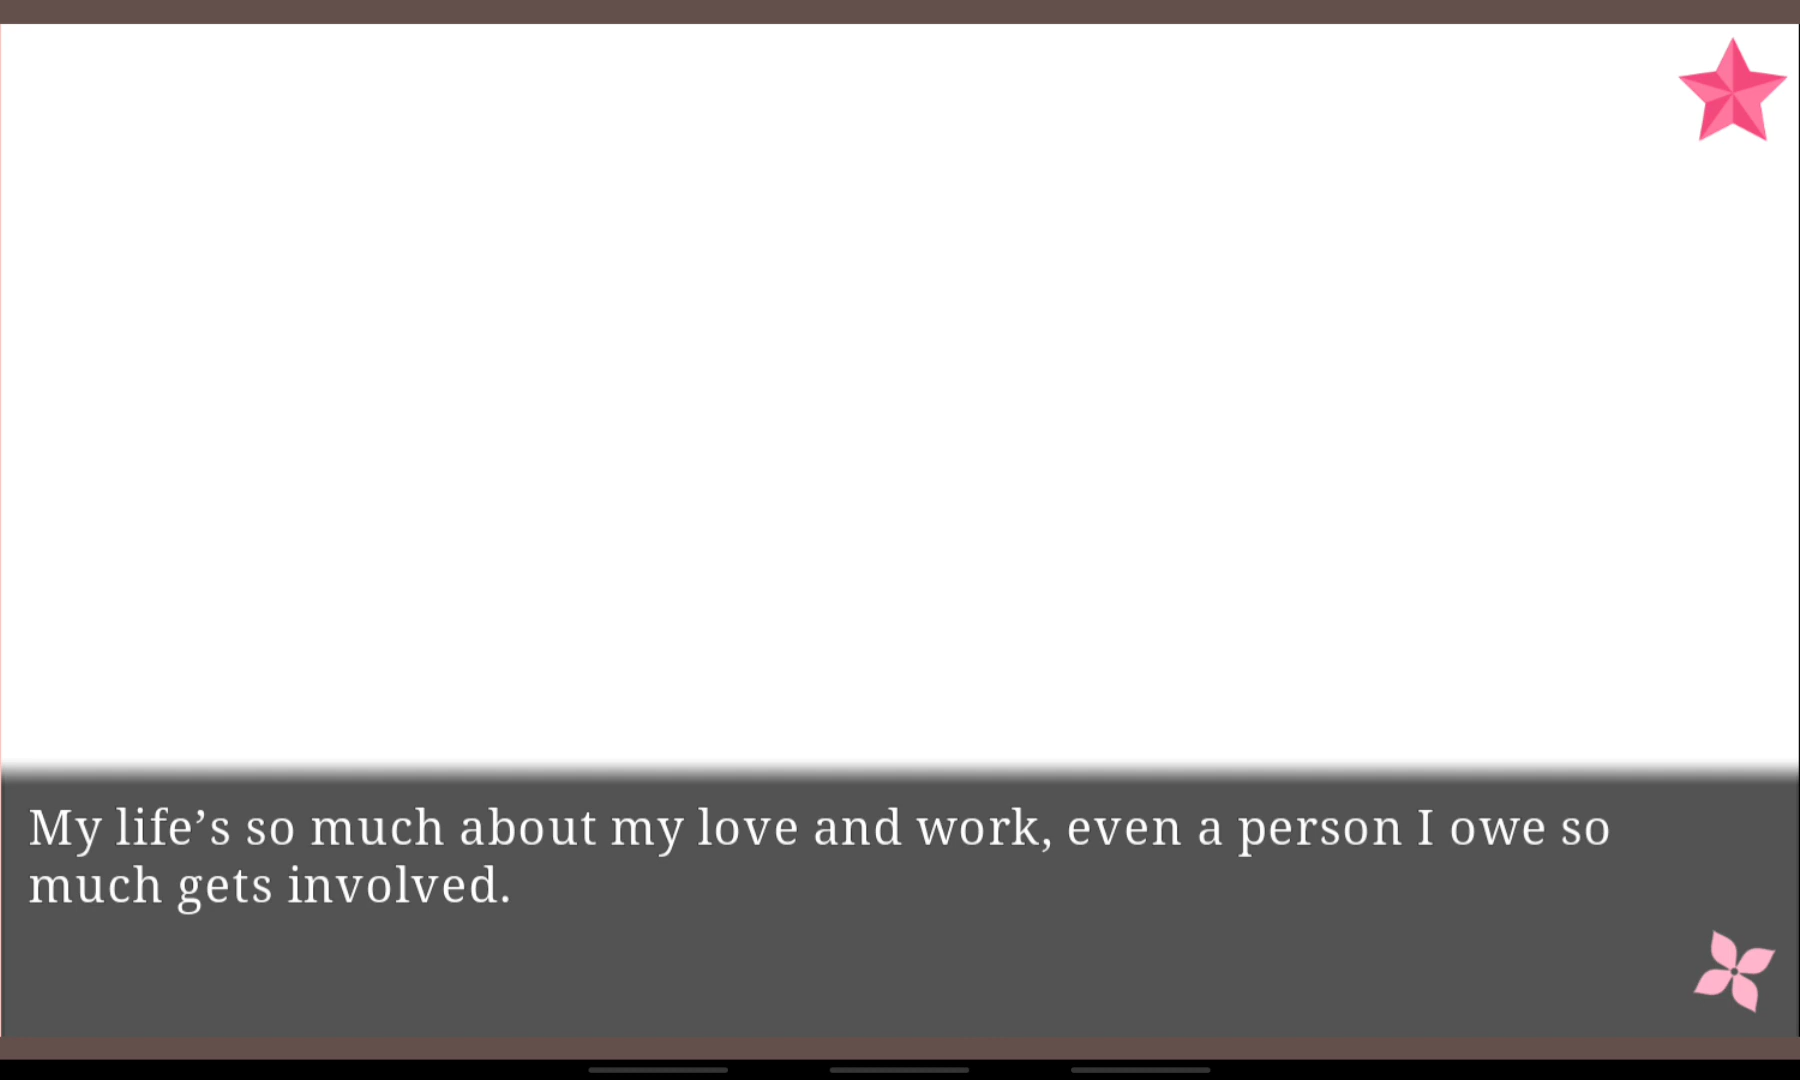 My life’s so much about my love and work, even a person I owe so
much gets involved.